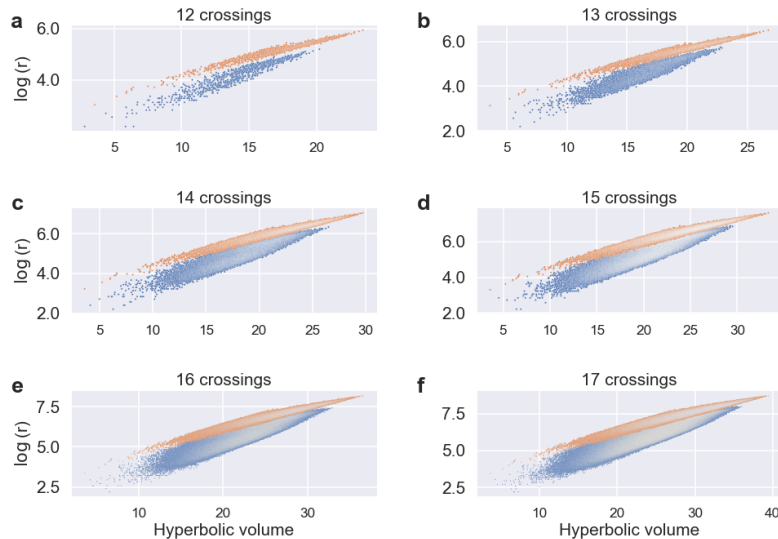 a
12 crossings
log (r)
6.0
4.0
5
10
15
20
b
13 crossings
6.0
4.0
2.0
5
10
15
20
25
c
14 crossings
log (r)
6.0
4.0
2.0
5
10
15
20
25
30
d
15 crossings
6.0
4.0
2.0
5
10
15
20
25
30
e
16 crossings
log (r)
7.5
5.0
2.5
10
20
30
Hyperbolic volume
f
17 crossings
7.5
5.0
2.5
10
20
30
40
Hyperbolic volume